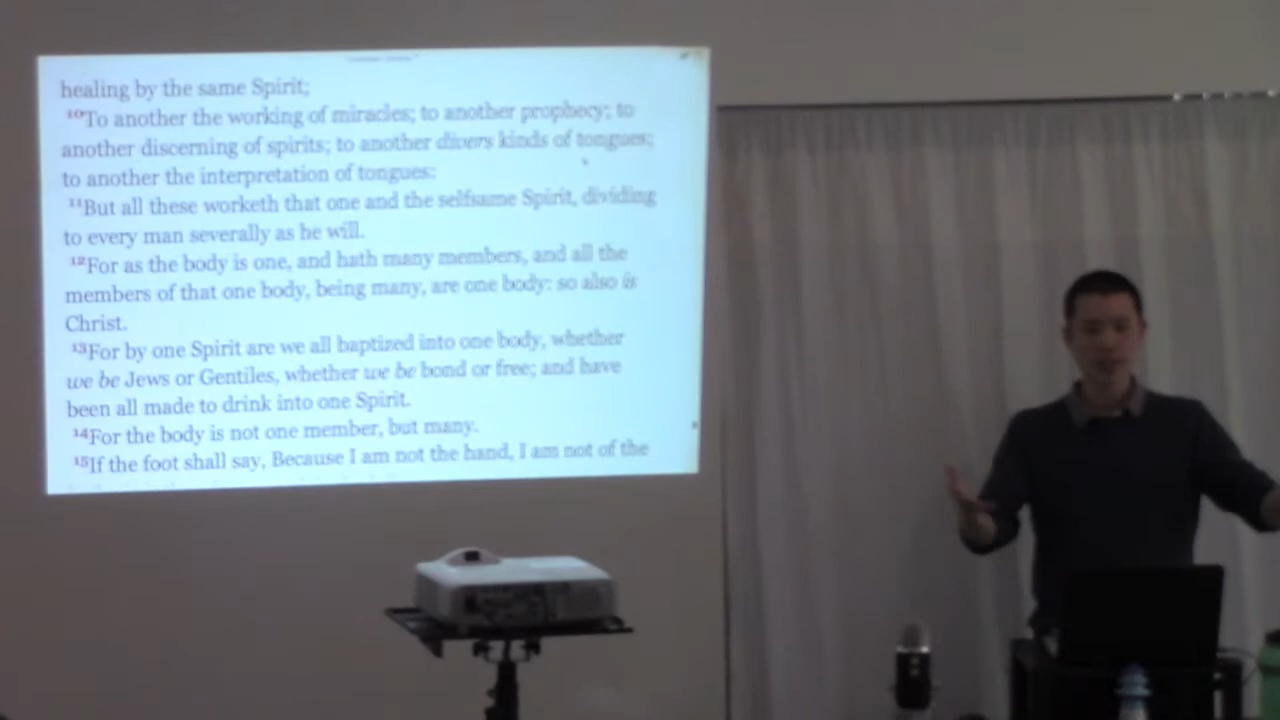 healing by the same Spirit;
10To another the working of miracles; to another prophecy; to
another discerning of spirits; to another divers kinds of tongues;
to another the interpretation of tongues:
11But all these worketh that one and the selfsame Spirit, dividing
to every man severally as he will.
12For as the body is one, and hath many members, and all the
members of that one body, being many, are one body: so also is
Christ.
13For by one Spirit are we all baptized into one body, whether
we be Jews or Gentiles, whether we be bond or free; and have
been all made to drink into one Spirit.
14For the body is not one member, but many.
15If the foot shall say, Because I am not the hand, I am not of the